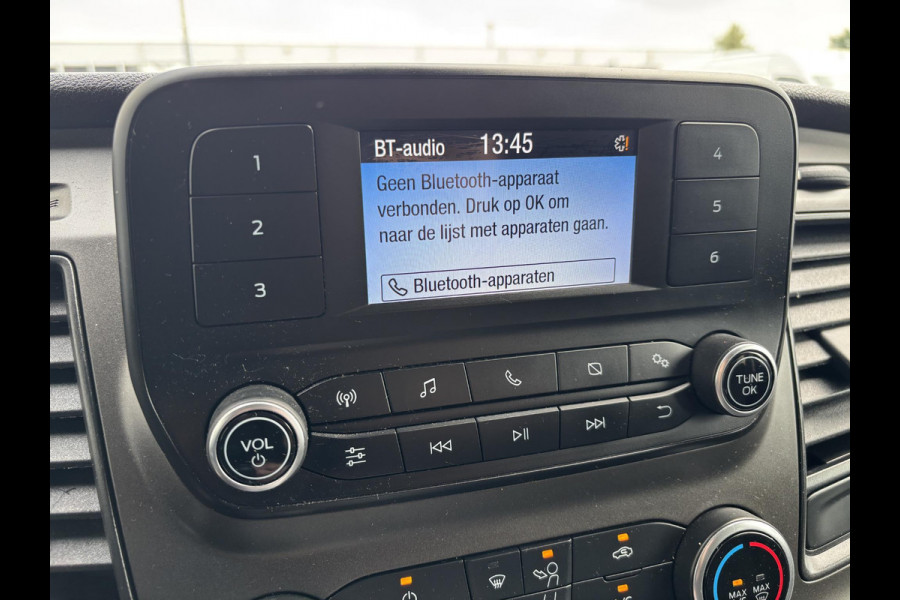 BT-audio 13:45
Geen Bluetooth-apparaat
verbonden. Druk op OK om
naar de lijst met apparaten gaan.
Bluetooth-apparaten
1
2
3
4
5
6
VOL
TUNE
OK
MAX
MAX